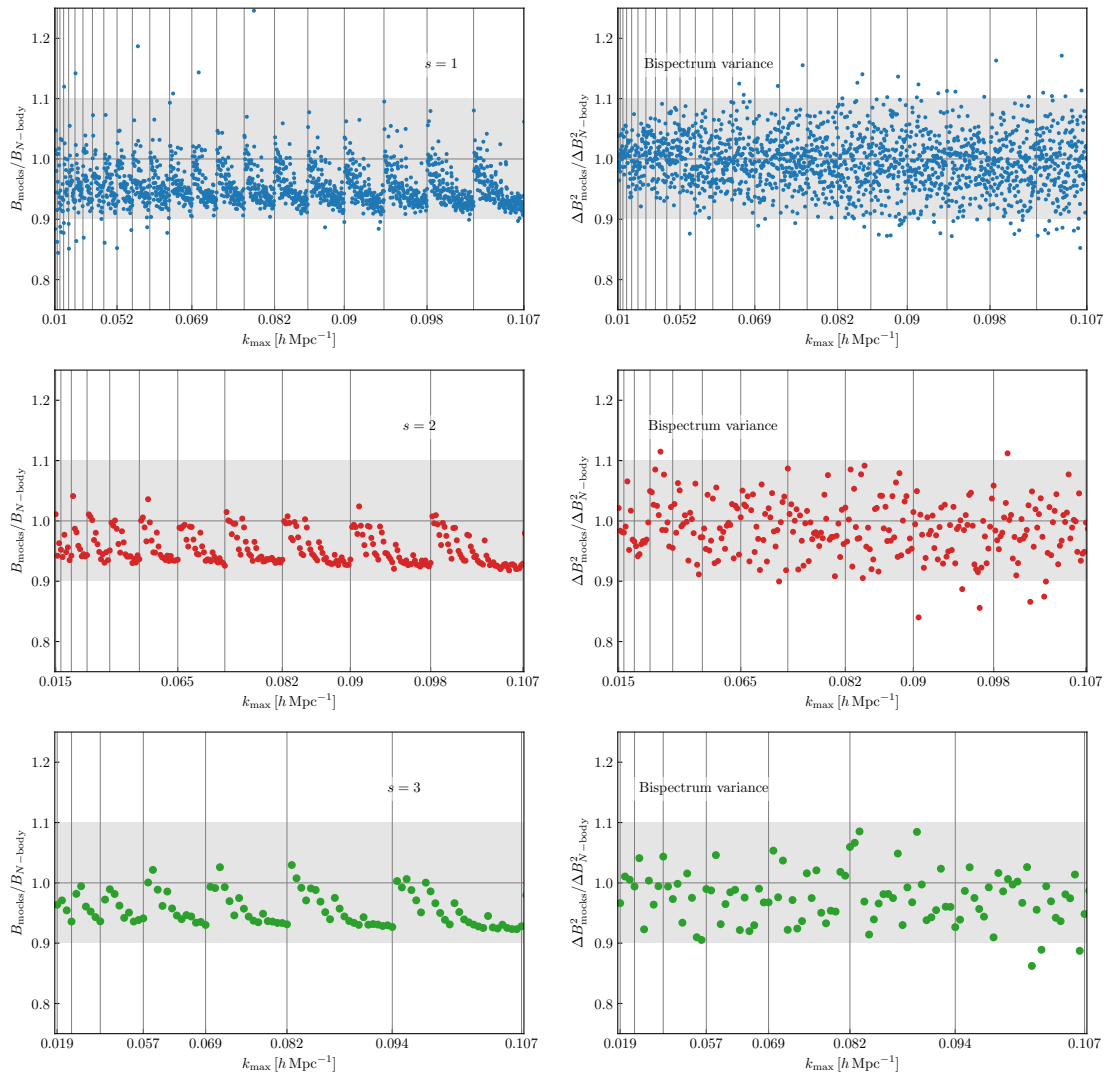 1.2
1.1
1.0
0.9
0.8
B_mocks/B_N−body
s = 1
0.01 0.052 0.069 0.082 0.09 0.098 0.107
k_max [h Mpc⁻¹]
1.2
1.1
1.0
0.9
0.8
ΔB²_mocks/ΔB²_N−body
Bispectrum variance
0.01 0.052 0.069 0.082 0.09 0.098 0.107
k_max [h Mpc⁻¹]
1.2
1.1
1.0
0.9
0.8
B_mocks/B_N−body
s = 2
0.015 0.065 0.082 0.09 0.098 0.107
k_max [h Mpc⁻¹]
1.2
1.1
1.0
0.9
0.8
ΔB²_mocks/ΔB²_N−body
Bispectrum variance
0.015 0.065 0.082 0.09 0.098 0.107
k_max [h Mpc⁻¹]
1.2
1.1
1.0
0.9
0.8
B_mocks/B_N−body
s = 3
0.019 0.057 0.069 0.082 0.094 0.107
k_max [h Mpc⁻¹]
1.2
1.1
1.0
0.9
0.8
ΔB²_mocks/ΔB²_N−body
Bispectrum variance
0.019 0.057 0.069 0.082 0.094 0.107
k_max [h Mpc⁻¹]